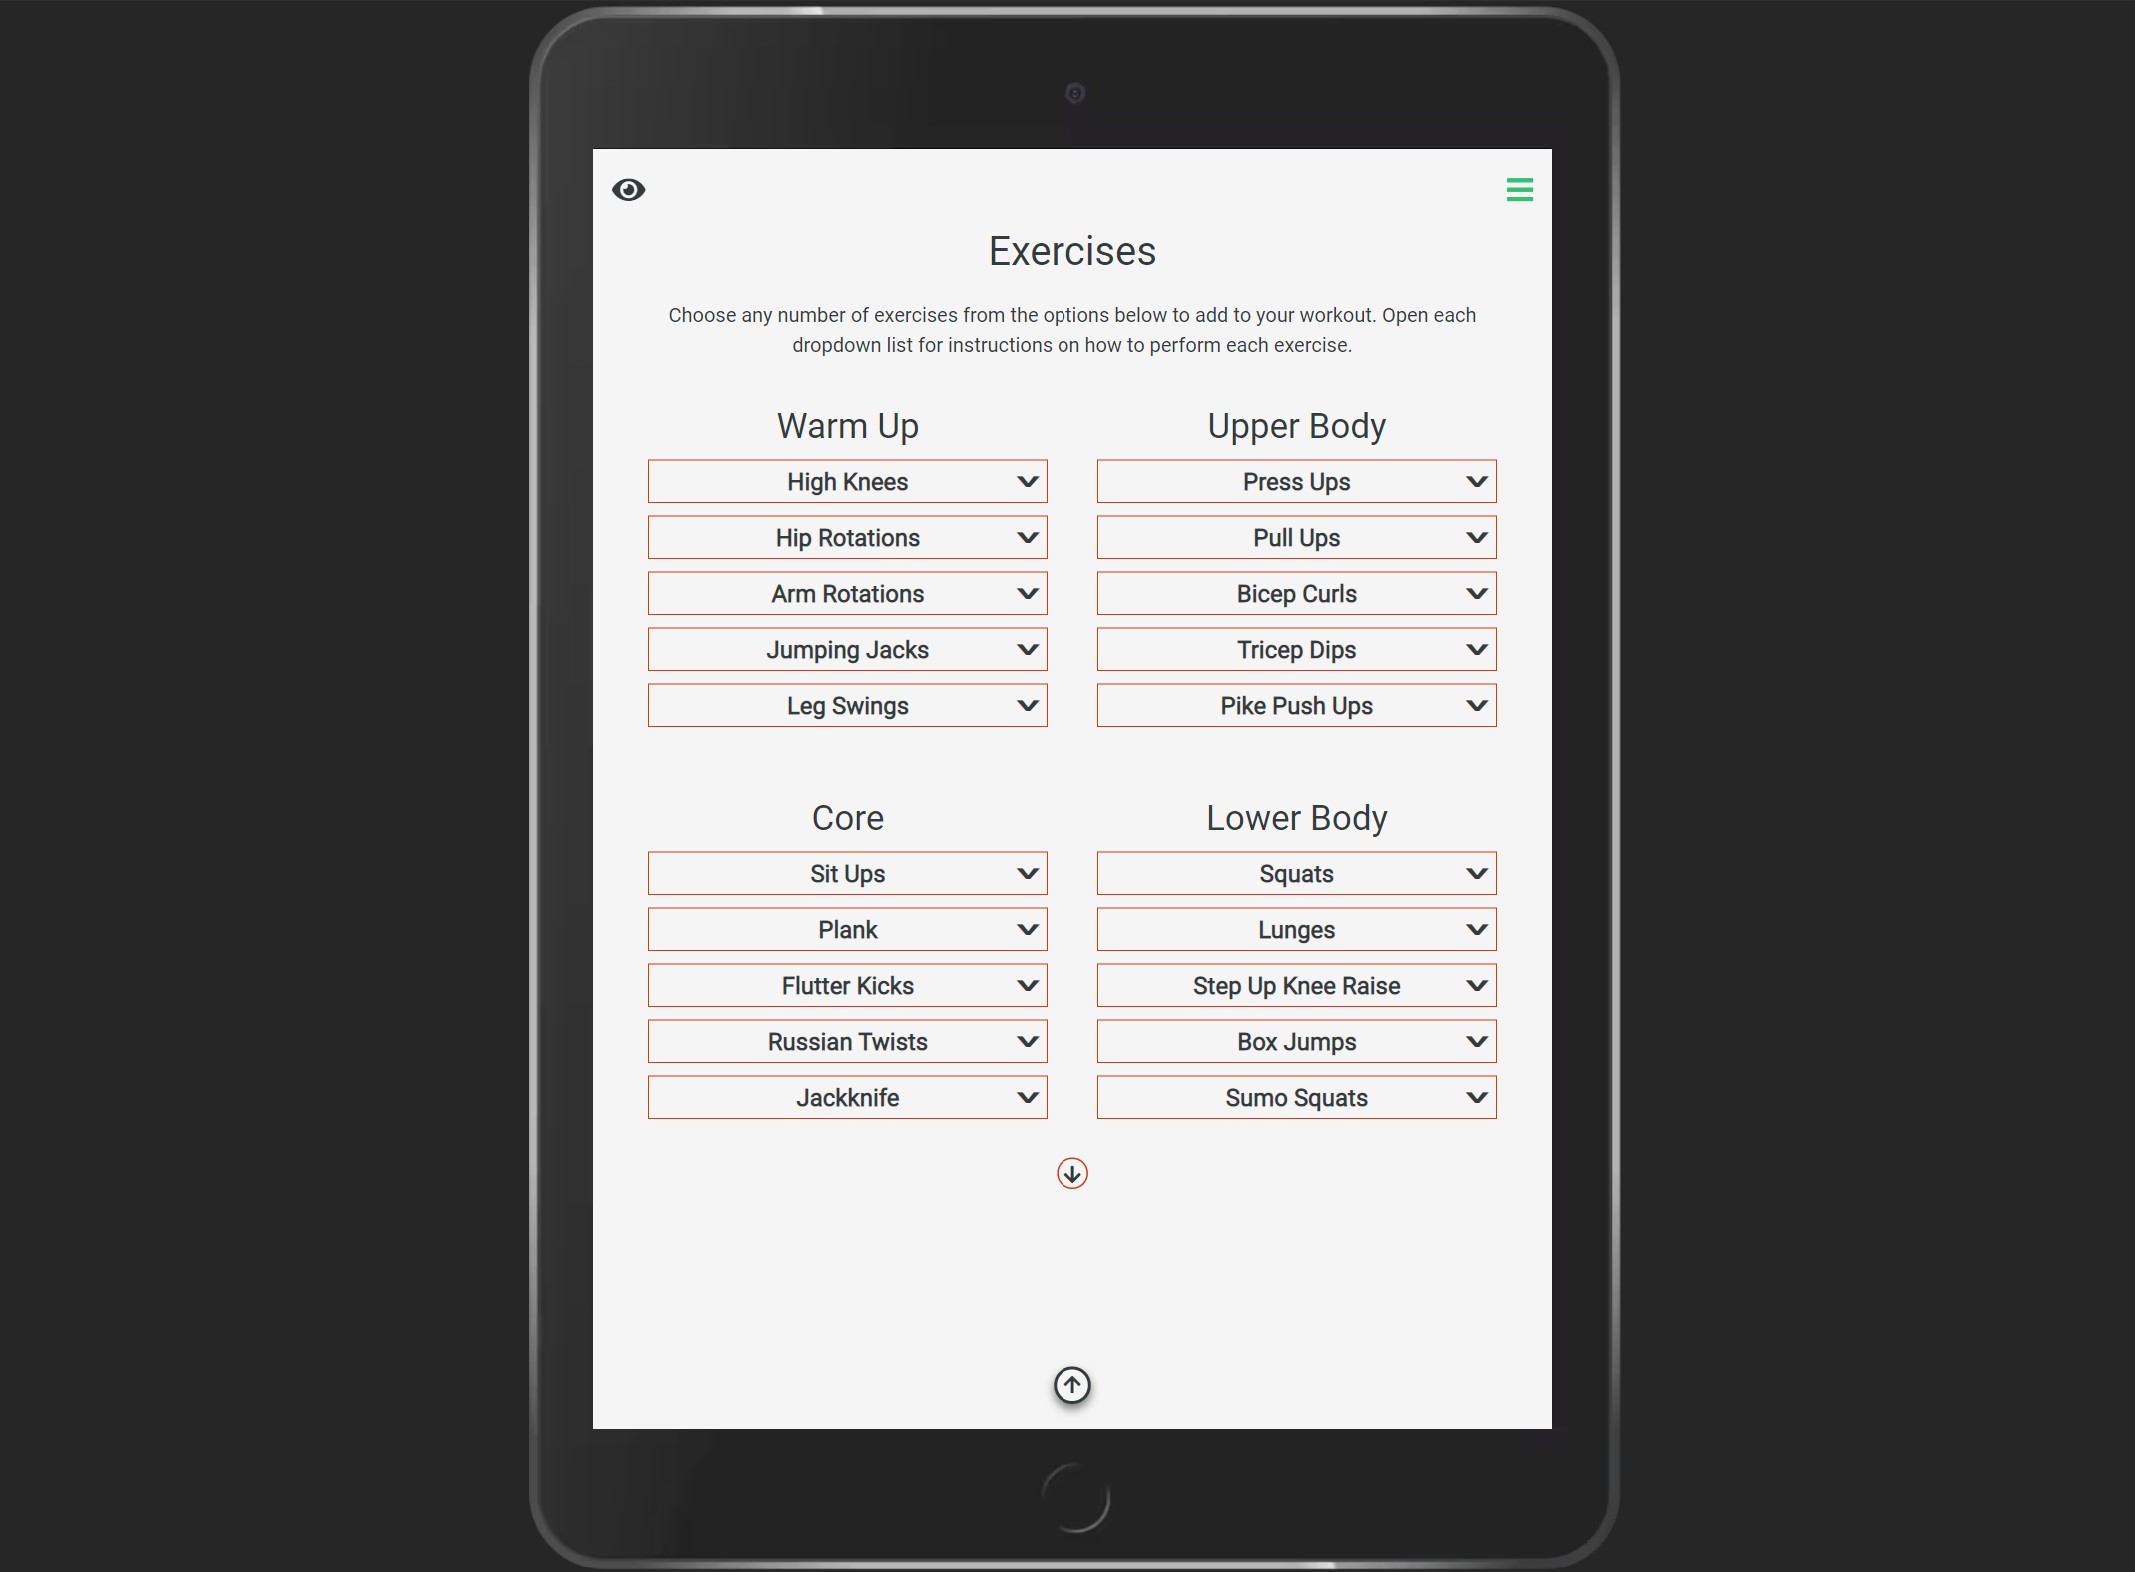 Exercises
Choose any number of exercises from the options below to add to your workout. Open each
dropdown list for instructions on how to perform each exercise.
Warm Up
High Knees
Hip Rotations
Arm Rotations
Jumping Jacks
Leg Swings
Upper Body
Press Ups
Pull Ups
Bicep Curls
Tricep Dips
Pike Push Ups
Core
Sit Ups
Plank
Flutter Kicks
Russian Twists
Jackknife
Lower Body
Squats
Lunges
Step Up Knee Raise
Box Jumps
Sumo Squats